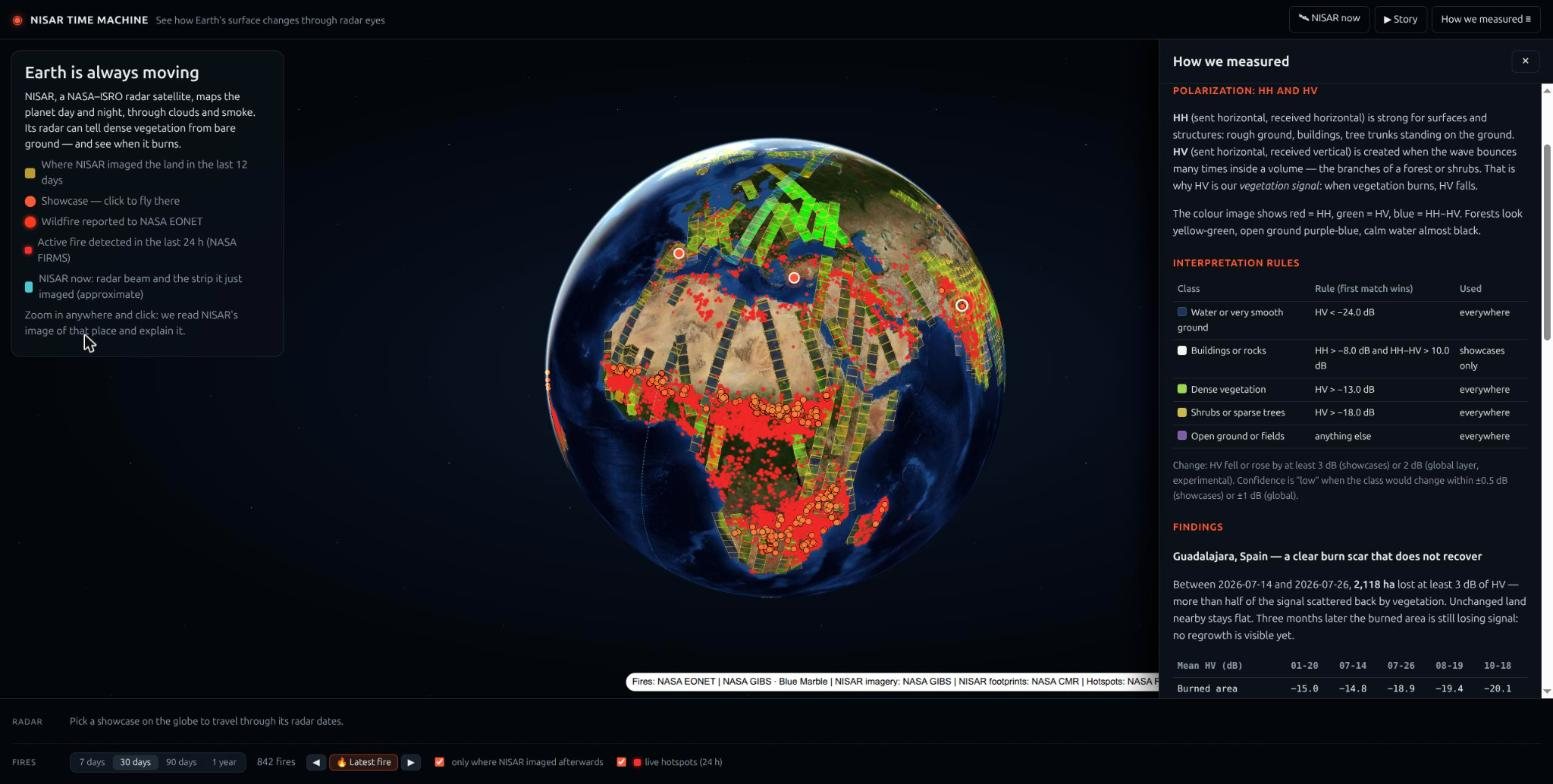 NISAR TIME MACHINE See how Earth's surface changes through radar eyes
NISAR now
▶ Story
How we measured ≡
Earth is always moving
NISAR, a NASA–ISRO radar satellite, maps the
planet day and night, through clouds and smoke.
Its radar can tell dense vegetation from bare
ground — and see when it burns.
Where NISAR imaged the land in the last 12
days
Showcase — click to fly there
Wildfire reported to NASA EONET
Active fire detected in the last 24 h (NASA
FIRMS)
NISAR now: radar beam and the strip it just
imaged (approximate)
Zoom in anywhere and click: we read NISAR's
image of that place and explain it.
Fires: NASA EONET | NASA GIBS · Blue Marble | NISAR imagery: NASA GIBS | NISAR footprints: NASA CMR | Hotspots: NASA F
How we measured
×
POLARIZATION: HH AND HV
HH (sent horizontal, received horizontal) is strong for surfaces and
structures: rough ground, buildings, tree trunks standing on the ground.
HV (sent horizontal, received vertical) is created when the wave bounces
many times inside a volume — the branches of a forest or shrubs. That is
why HV is our vegetation signal: when vegetation burns, HV falls.
The colour image shows red = HH, green = HV, blue = HH−HV. Forests look
yellow-green, open ground purple-blue, calm water almost black.
INTERPRETATION RULES
Class Rule (first match wins) Used
Water or very smooth HV < −24.0 dB everywhere
ground
Buildings or rocks HH > −8.0 dB and HH−HV > 10.0 showcases
dB only
Dense vegetation HV > −13.0 dB everywhere
Shrubs or sparse trees HV > −18.0 dB everywhere
Open ground or fields anything else everywhere
Change: HV fell or rose by at least 3 dB (showcases) or 2 dB (global layer,
experimental). Confidence is "low" when the class would change within ±0.5 dB
(showcases) or ±1 dB (global).
FINDINGS
Guadalajara, Spain — a clear burn scar that does not recover
Between 2026-07-14 and 2026-07-26, 2,118 ha lost at least 3 dB of HV —
more than half of the signal scattered back by vegetation. Unchanged land
nearby stays flat. Three months later the burned area is still losing signal:
no regrowth is visible yet.
Mean HV (dB) 01-20 07-14 07-26 08-19 10-18
Burned area −15.0 −14.8 −18.9 −19.4 −20.1
RADAR Pick a showcase on the globe to travel through its radar dates.
FIRES 7 days 30 days 90 days 1 year 842 fires ◀ 🔥 Latest fire ▶ only where NISAR imaged afterwards live hotspots (24 h)